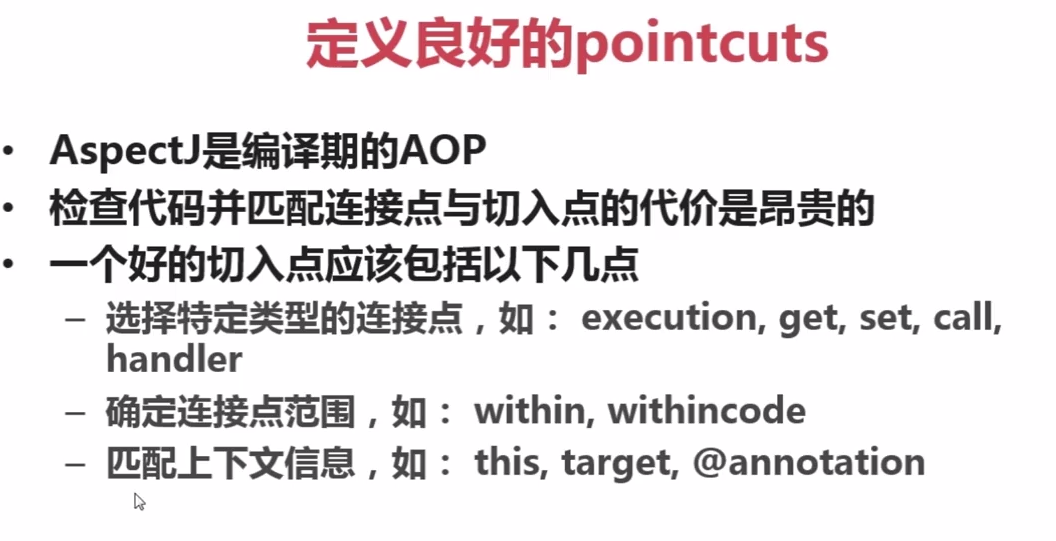 定义良好的pointcuts
• AspectJ是编译期的AOP
• 检查代码并匹配连接点与切入点的代价是昂贵的
• 一个好的切入点应该包括以下几点
– 选择特定类型的连接点，如： execution, get, set, call,
handler
– 确定连接点范围，如： within, withincode
– 匹配上下文信息，如： this, target, @annotation